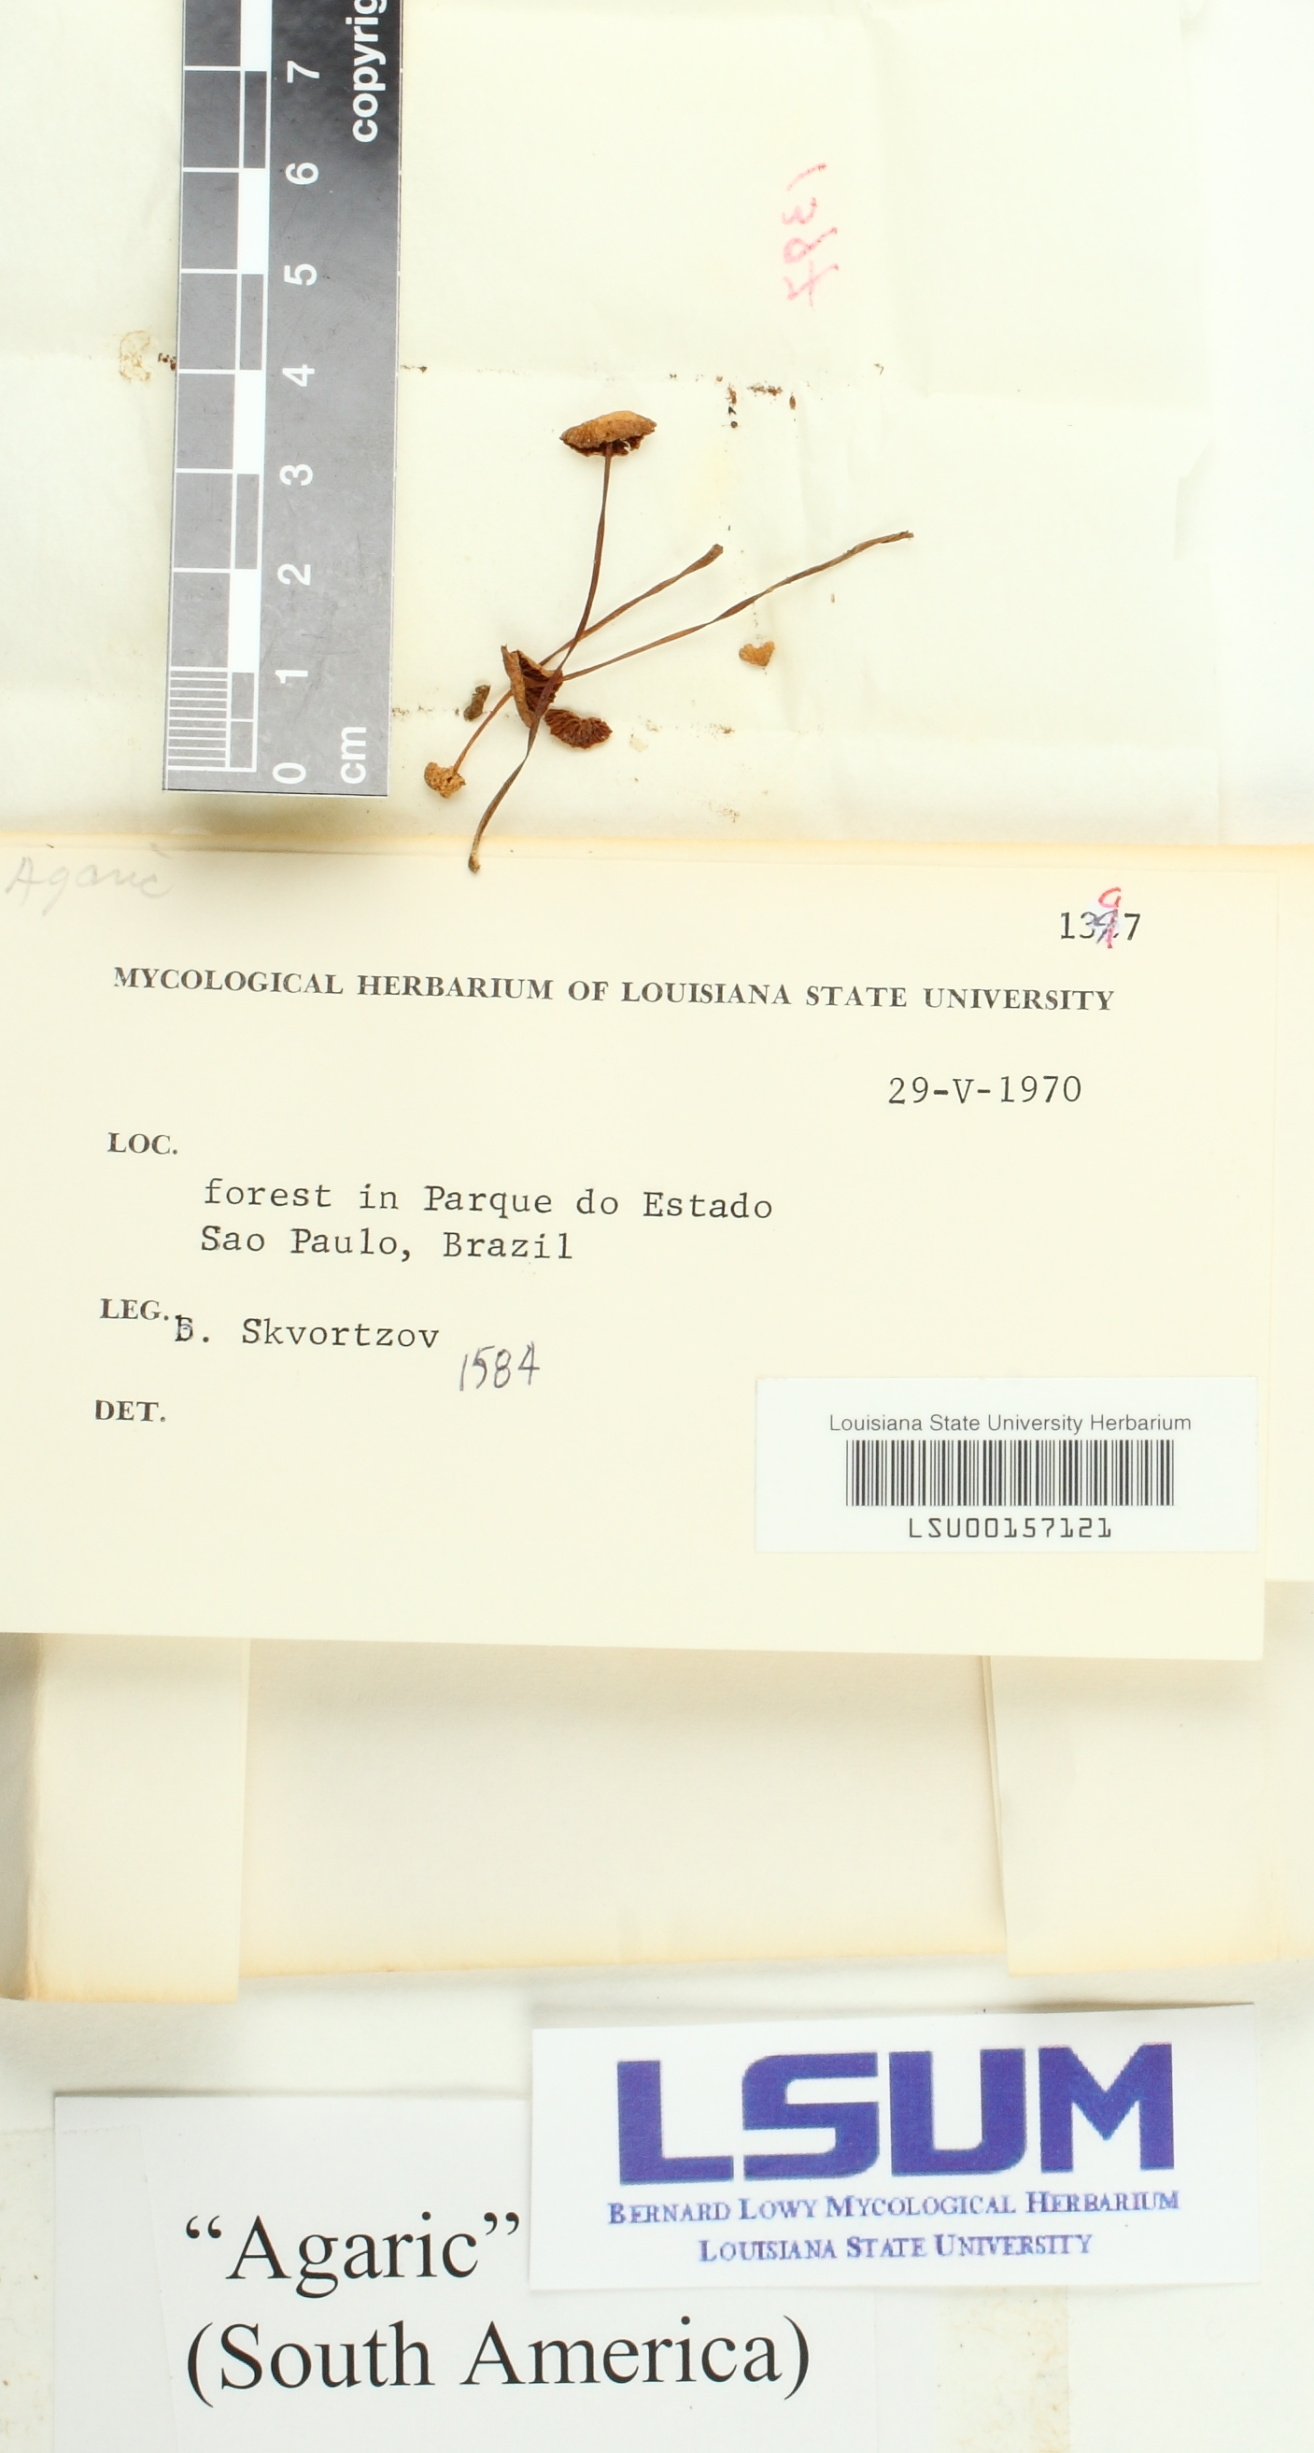 copyrig
7
6
5
4
3
2
1
0
cm
Agaric
1397
MYCOLOGICAL HERBARIUM OF LOUISIANA STATE UNIVERSITY
29-V-1970
LOC.
forest in Parque do Estado
Sao Paulo, Brazil
LEG. B. Skvortzov
1584
DET.
Louisiana State University Herbarium
LSU00157121
LSUM
BERNARD LOWY MYCOLOGICAL HERBARIUM
LOUISIANA STATE UNIVERSITY
“Agaric”
(South America)